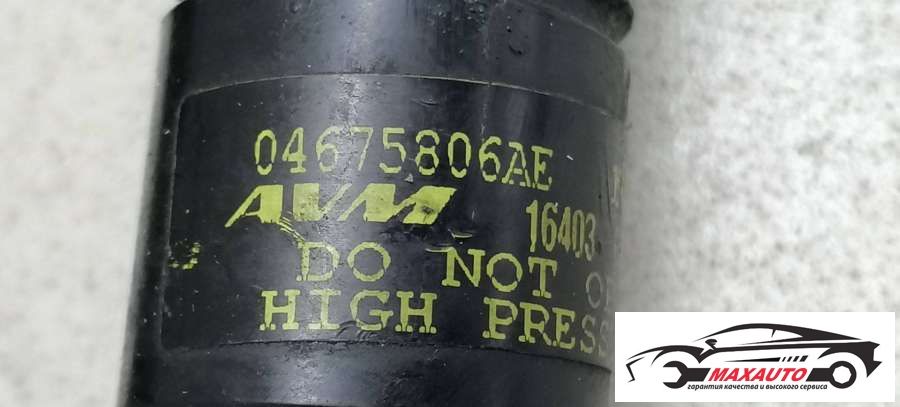 04675806AE
AVM 16403
DO NOT
HIGH PRESS
MAXAUTO
гарантия качества и высокого сервиса